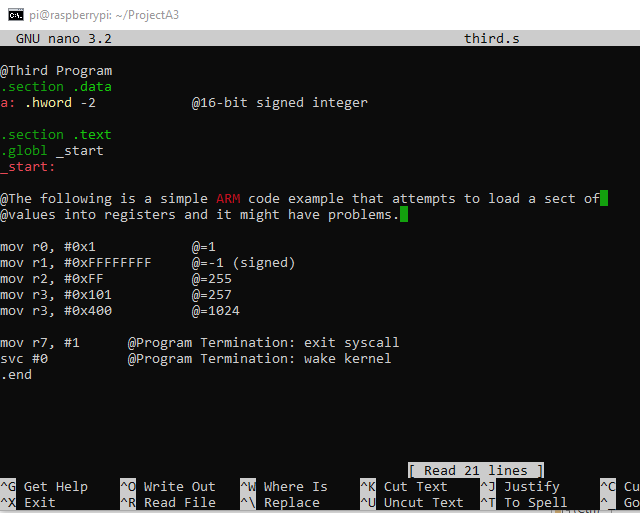 pi@raspberrypi: ~/ProjectA3
GNU nano 3.2 third.s
@Third Program
.section .data
a: .hword -2 @16-bit signed integer
.section .text
.globl _start
_start:
@The following is a simple ARM code example that attempts to load a sect of
@values into registers and it might have problems.
mov r0, #0x1 @=1
mov r1, #0xFFFFFFFF @=-1 (signed)
mov r2, #0xFF @=255
mov r3, #0x101 @=257
mov r3, #0x400 @=1024
mov r7, #1 @Program Termination: exit syscall
svc #0 @Program Termination: wake kernel
.end
[ Read 21 lines ]
^G Get Help ^O Write Out ^W Where Is ^K Cut Text ^J Justify ^C Cu
^X Exit ^R Read File ^\ Replace ^U Uncut Text ^T To Spell ^_ Go